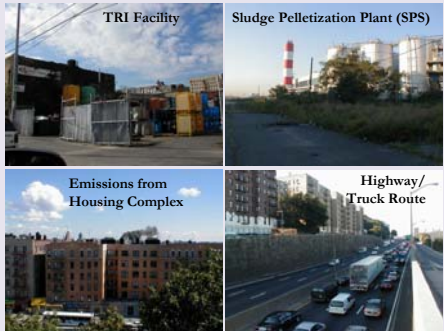 TRI Facility
Sludge Pelletization Plant (SPS)
Emissions from
Housing Complex
Highway/
Truck Route